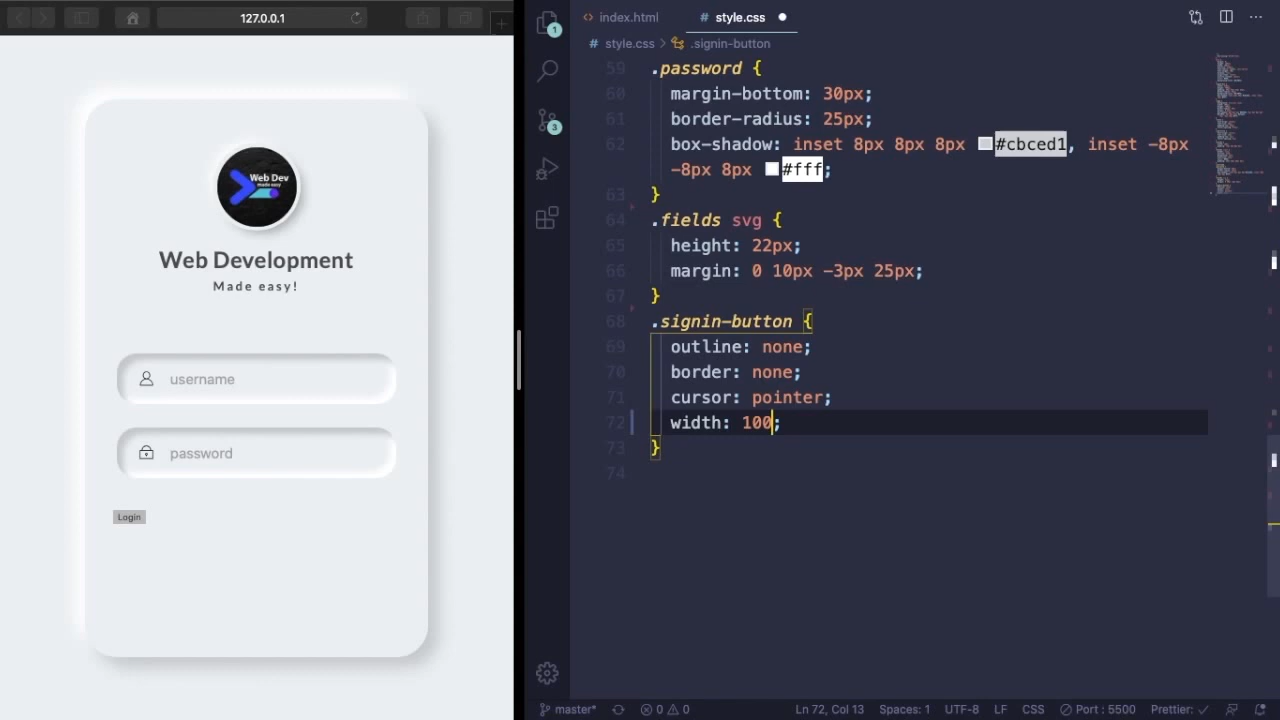 127.0.0.1
Web Dev
made easy
Web Development
Made easy!
username
password
Login
1
3
index.html
# style.css
# style.css > .signin-button
59 .password {
60 margin-bottom: 30px;
61 border-radius: 25px;
62 box-shadow: inset 8px 8px 8px #cbced1, inset -8px
-8px 8px #fff;
63 }
64 .fields svg {
65 height: 22px;
66 margin: 0 10px -3px 25px;
67 }
68 .signin-button {
69 outline: none;
70 border: none;
71 cursor: pointer;
72 width: 100;
73 }
74
master* 0 0 Ln 72, Col 13 Spaces: 1 UTF-8 LF CSS Port : 5500 Prettier: ✓